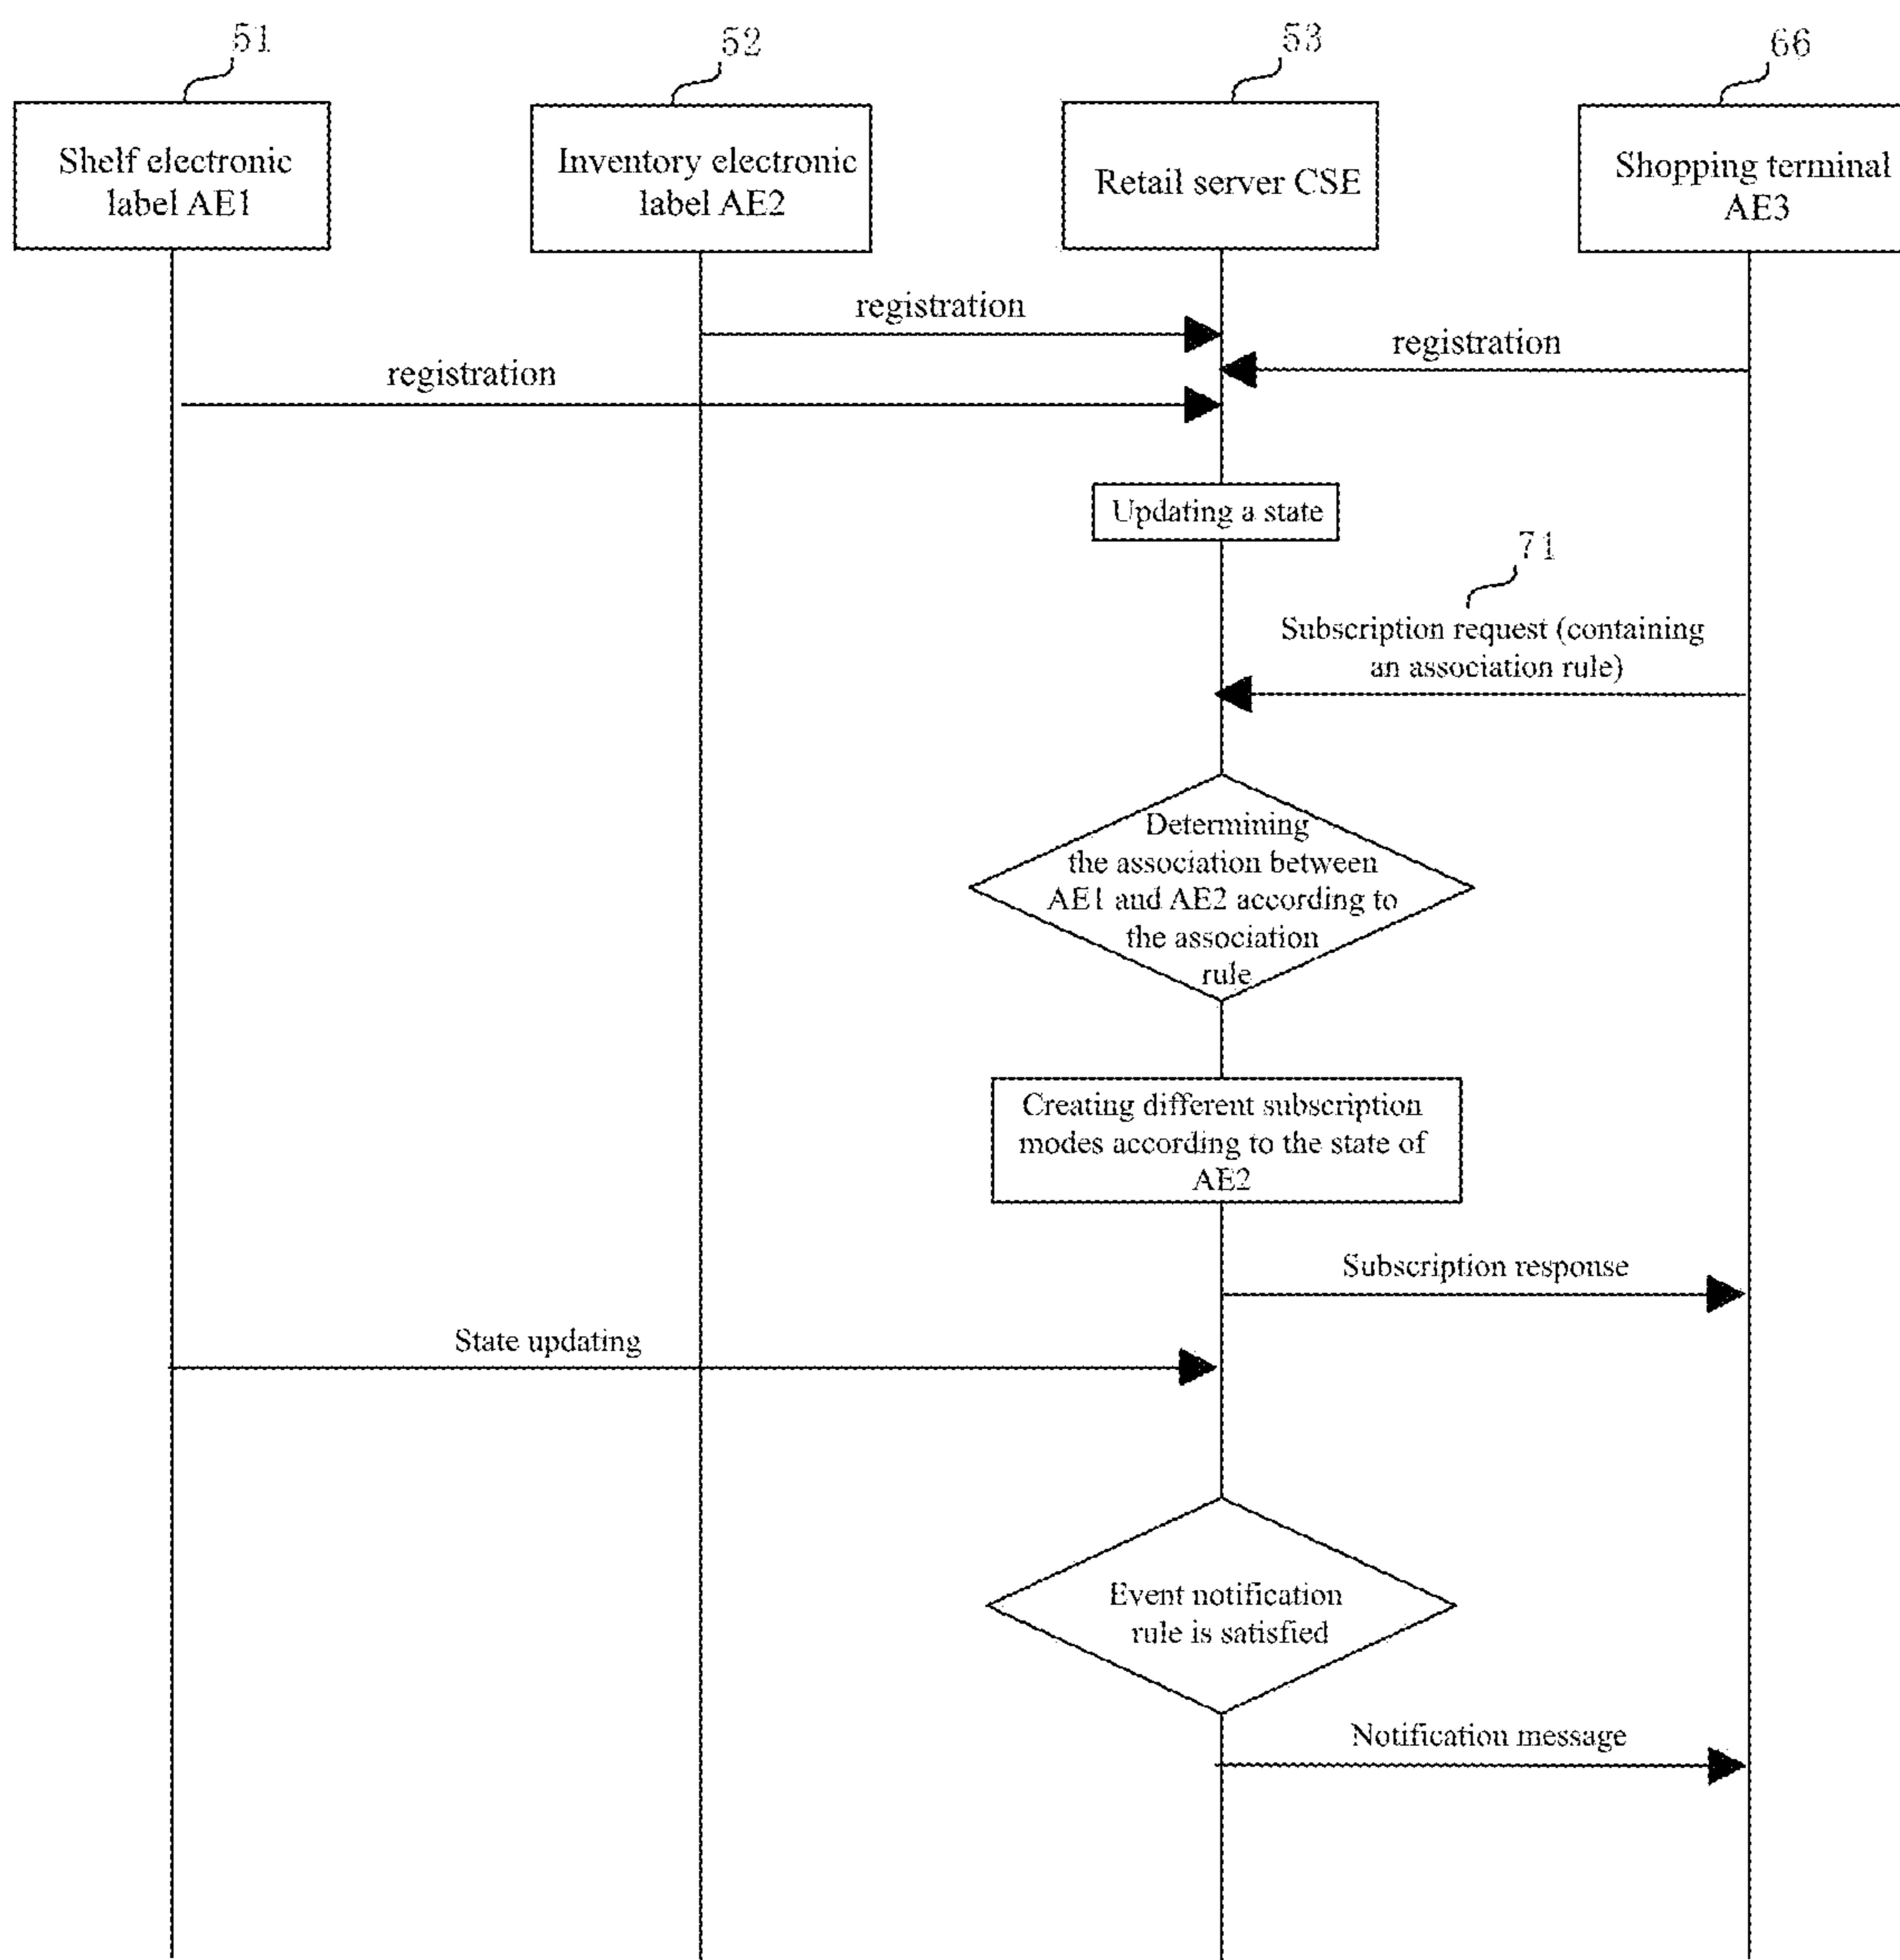 51
52
53
66
Shelf electronic
label AE1
Inventory electronic
label AE2
Retail server CSE
Shopping terminal
AE3
registration
registration
registration
Updating a state
71
Subscription request (containing
an association rule)
Determining
the association between
AE1 and AE2 according to
the association
rule
Creating different subscription
modes according to the state of
AE2
Subscription response
State updating
Event notification
rule is satisfied
Notification message